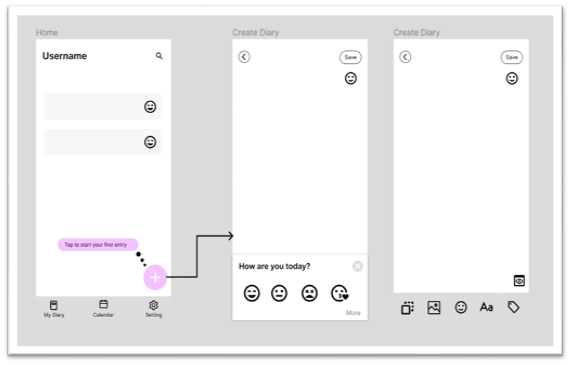 Home
Create Diary
Create Diary
Username
Save
Save
Tap to start your first entry
How are you today?
More
My Diary
Calendar
Setting
Aa